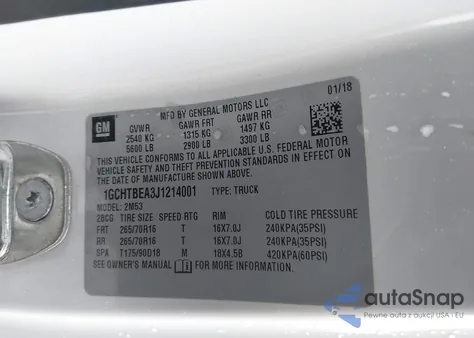 01/18
MFD BY GENERAL MOTORS LLC
GM
GVWR GAWR FRT GAWR RR
2540 KG 1315 KG 1497 KG
5600 LB 2900 LB 3300 LB
THIS VEHICLE CONFORMS TO ALL APPLICABLE U.S. FEDERAL MOTOR
VEHICLE SAFETY AND THEFT PREVENTION STANDARDS IN EFFECT ON
THE DATE OF MANUFACTURE SHOWN ABOVE.
1GCHTBEA3J1214001 TYPE: TRUCK
MODEL: 2M53
28CG TIRE SIZE SPEED RTG RIM COLD TIRE PRESSURE
FRT 265/70R16 T 16X7.0J 240KPA(35PSI)
RR 265/70R16 T 16X7.0J 240KPA(35PSI)
SPA T175/90D18 M 18X4.5B 420KPA(60PSI)
SEE OWNER'S MANUAL FOR MORE INFORMATION.
autoSnap
Pojazdy z aukcji USA i EU